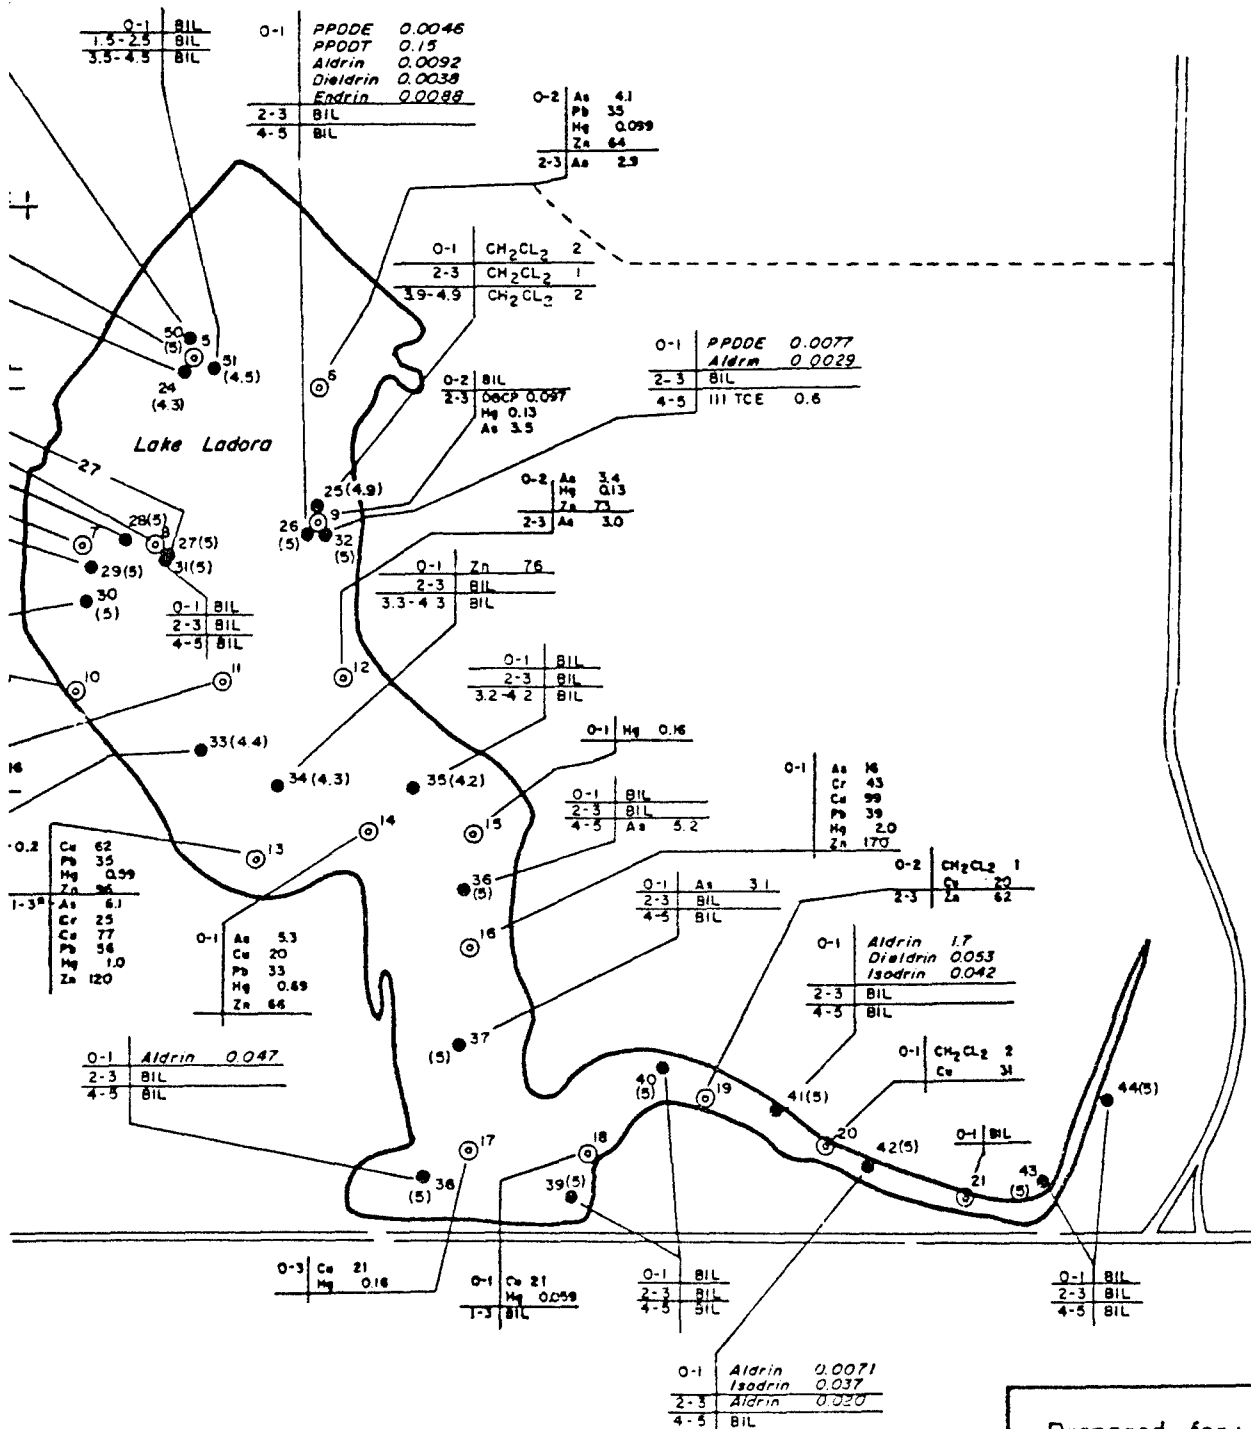 0-1 BIL
1.5-2.5 BIL
3.5-4.5 BIL
0-1 PPDDE 0.0046
PPDDT 0.15
Aldrin 0.0092
Dieldrin 0.0038
Endrin 0.0088
2-3 BIL
4-5 BIL
0-2 As 4.1
Pb 35
Hg 0.099
Zn 64
2-3 As 2.9
0-1 CH2CL2 2
2-3 CH2CL2 1
3.9-4.9 CH2CL2 2
0-1 PPDDE 0.0077
Aldrin 0.0029
2-3 BIL
4-5 111 TCE 0.6
50
(5)
5
51
(4.5)
24
(4.3)
6
0-2 BIL
2-3 DBCP 0.097
Hg 0.13
As 3.5
Lake Ladora
27
25(4.9)
9
26
(5)
32
(5)
0-2 As 3.4
Hg 0.13
Zn 73
2-3 As 3.0
7
28(5)
8
27(5)
31(5)
29(5)
30
(5)
0-1 Zn 76
2-3 BIL
3.3-4.3 BIL
0-1 BIL
2-3 BIL
4-5 BIL
10
11
12
0-1 BIL
2-3 BIL
3.2-4.2 BIL
33(4.4)
34(4.3)
35(4.2)
0-1 Hg 0.16
16
14
15
13
0-1 BIL
2-3 BIL
4-5 As 5.2
0-1 As 16
Cr 43
Cu 99
Pb 39
Hg 2.0
Zn 170
0.2 Cu 62
Pb 35
Hg 0.59
Zn 96
1-3* As 6.1
Cr 25
Cu 77
Pb 56
Hg 1.0
Zn 120
36
(5)
0-1 As 3.1
2-3 BIL
4-5 BIL
0-2 CH2CL2 1
Cu 20
2-3 Zn 62
0-1 As 5.3
Cu 20
Pb 33
Hg 0.69
Zn 66
16
0-1 Aldrin 1.7
Dieldrin 0.053
Isodrin 0.042
2-3 BIL
4-5 BIL
37
(5)
0-1 Aldrin 0.047
2-3 BIL
4-5 BIL
0-1 CH2CL2 2
Cu 31
40
(5)
19
41(5)
44(5)
20
42(5)
0-1 BIL
21
43
(5)
17
18
(5)
39(5)
0-3 Cu 21
Hg 0.16
0-1 Cu 21
Hg 0.059
1-3 BIL
0-1 BIL
2-3 BIL
4-5 BIL
0-1 BIL
2-3 BIL
4-5 BIL
0-1 Aldrin 0.0071
Isodrin 0.037
2-3 Aldrin 0.020
4-5 BIL
Prepared for